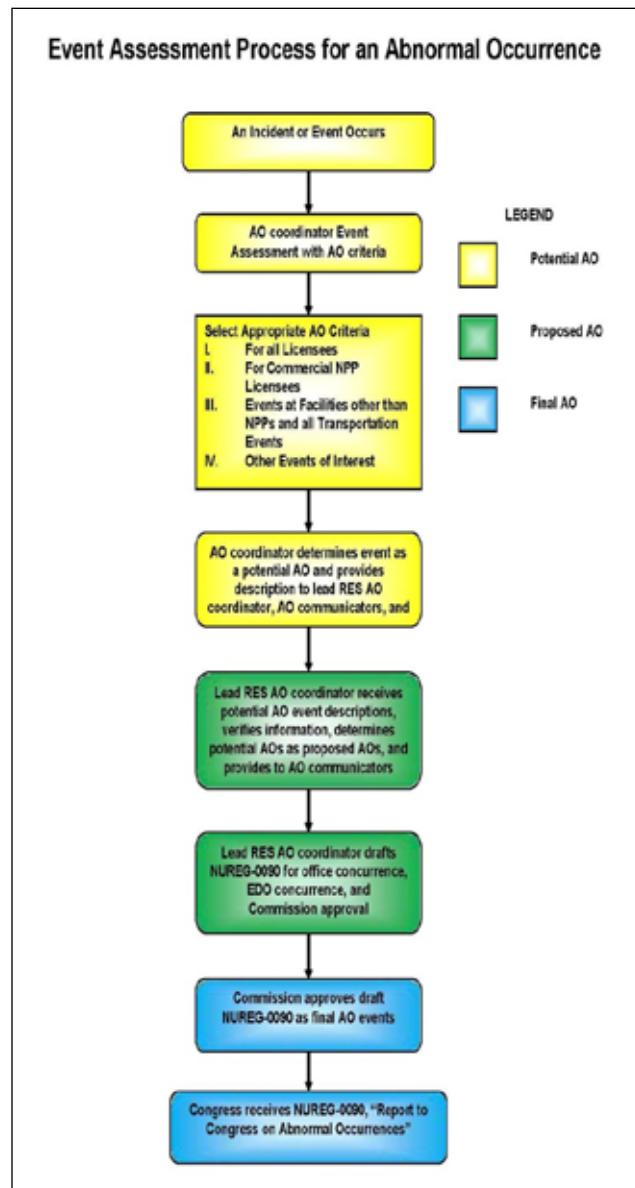 Event Assessment Process for an Abnormal Occurrence
An Incident or Event Occurs
AO coordinator Event
Assessment with AO criteria
Select Appropriate AO Criteria
I. For all Licensees
II. For Commercial NPP
Licensees
III. Events at Facilities other than
NPPs and all Transportation
Events
IV. Other Events of Interest
AO coordinator determines event as
a potential AO and provides
description to lead RES AO
coordinator, AO communicators, and
Lead RES AO coordinator receives
potential AO event descriptions,
verifies information, determines
potential AOs as proposed AOs, and
provides to AO communicators
Lead RES AO coordinator drafts
NUREG-0090 for office concurrence,
EDO concurrence, and
Commission approval
Commission approves draft
NUREG-0090 as final AO events
Congress receives NUREG-0090, “Report to
Congress on Abnormal Occurrences”
LEGEND
Potential AO
Proposed AO
Final AO